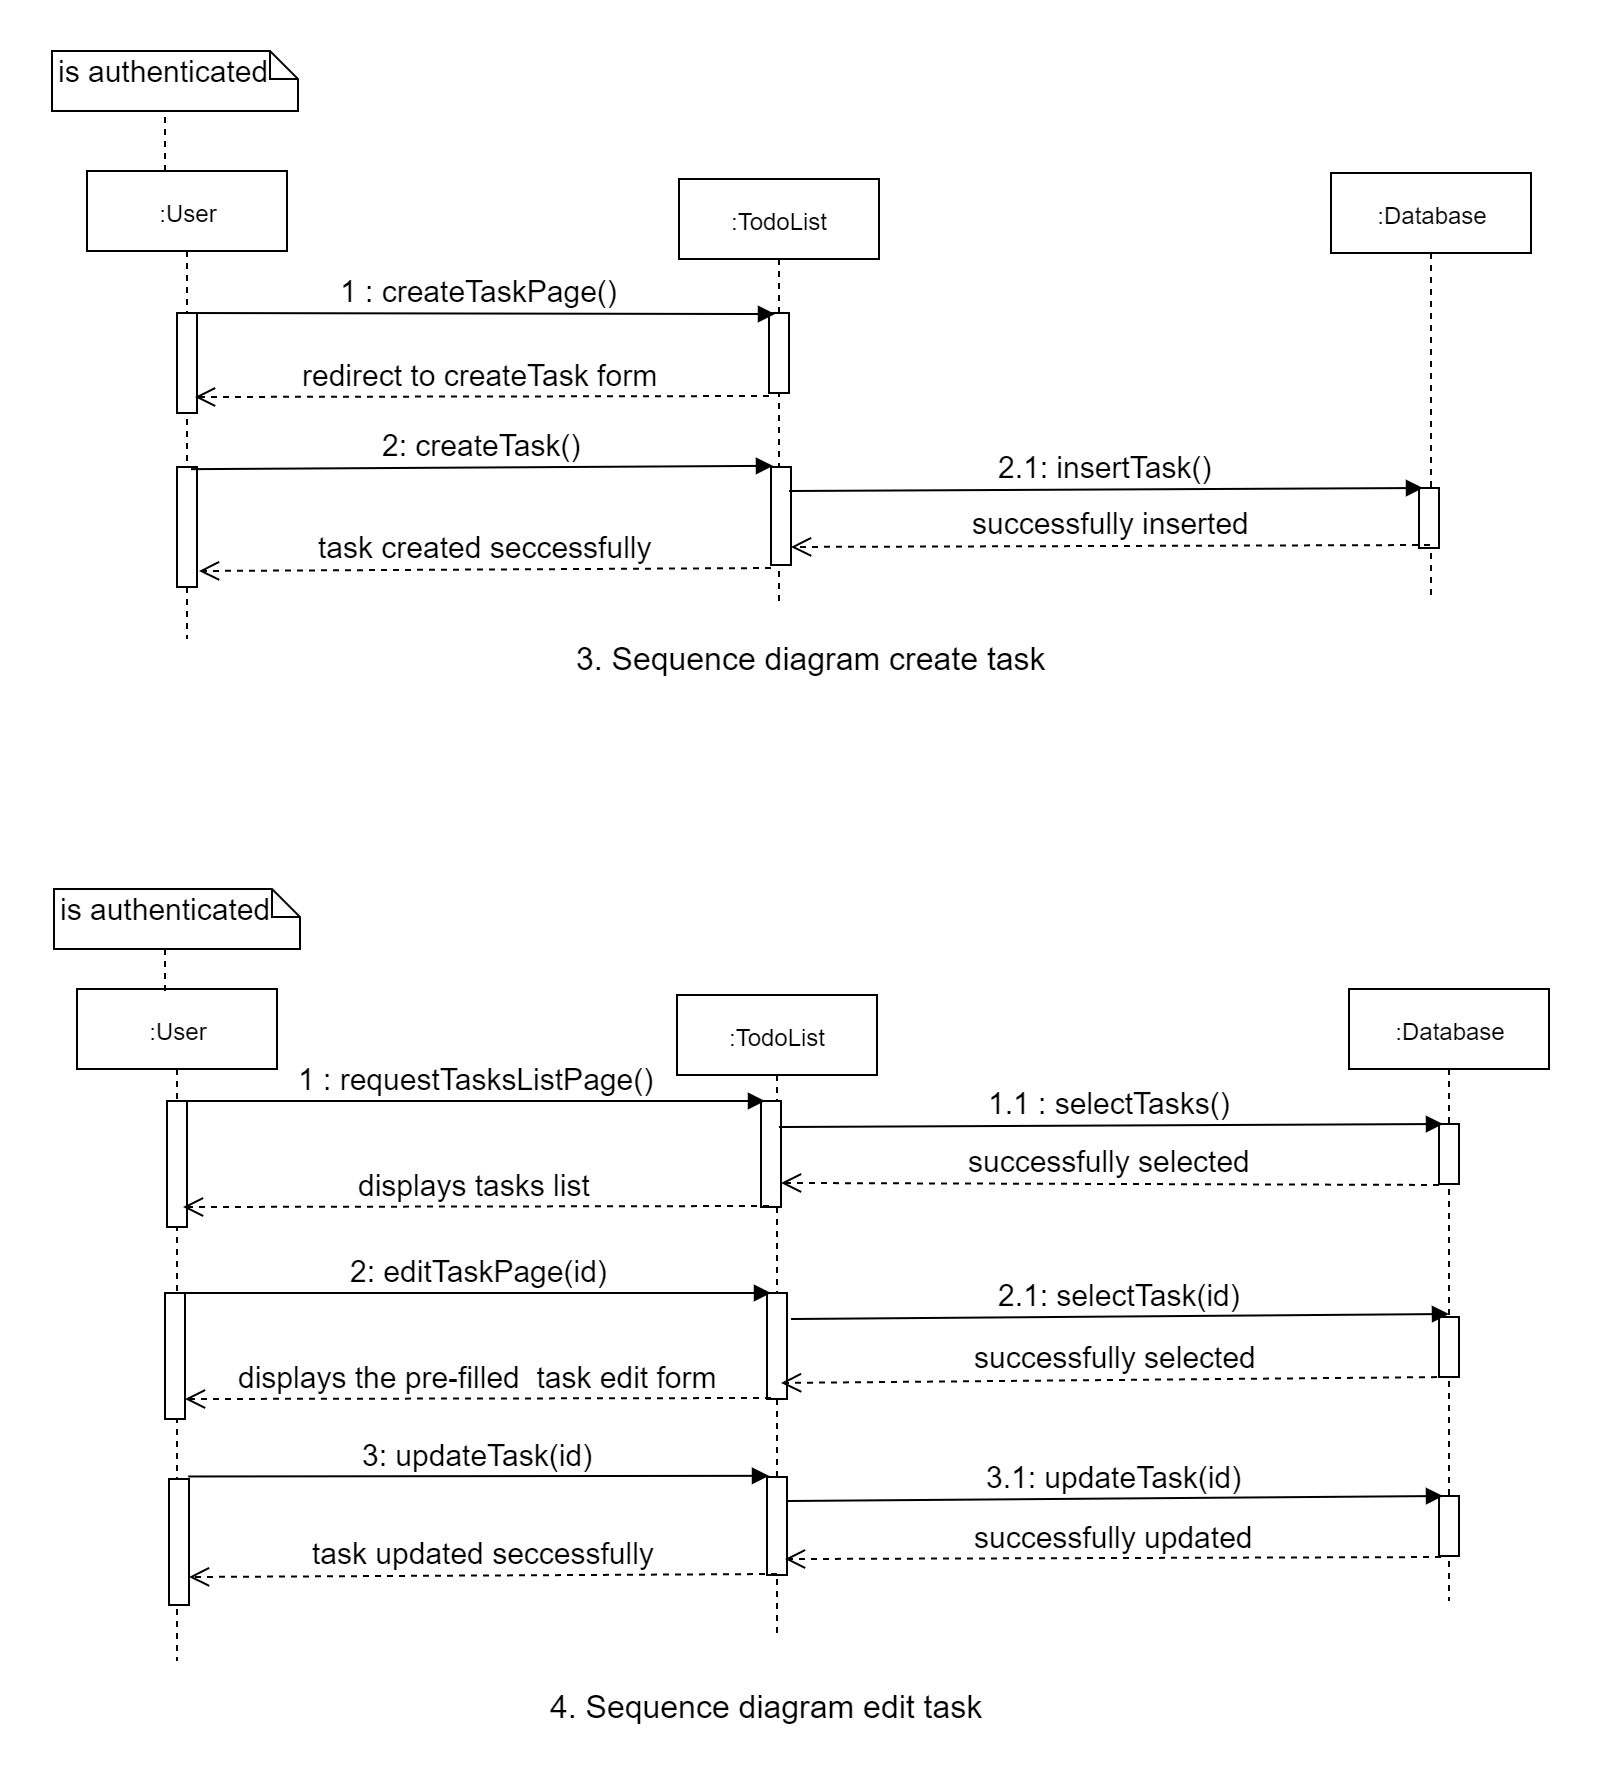 is authenticated
:User
:TodoList
:Database
1 : createTaskPage()
redirect to createTask form
2: createTask()
2.1: insertTask()
successfully inserted
task created seccessfully
3. Sequence diagram create task
is authenticated
:User
:TodoList
:Database
1 : requestTasksListPage()
1.1 : selectTasks()
successfully selected
displays tasks list
2: editTaskPage(id)
2.1: selectTask(id)
successfully selected
displays the pre-filled  task edit form
3: updateTask(id)
3.1: updateTask(id)
successfully updated
task updated seccessfully
4. Sequence diagram edit task